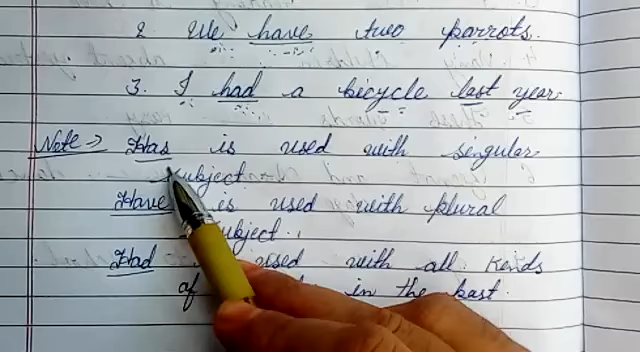 2. We have two parrots.
3. I had a bicycle last year.
Note => Has is used with singular
subject.
Have is used with plural
subject.
Had used with all kinds
of in the past.